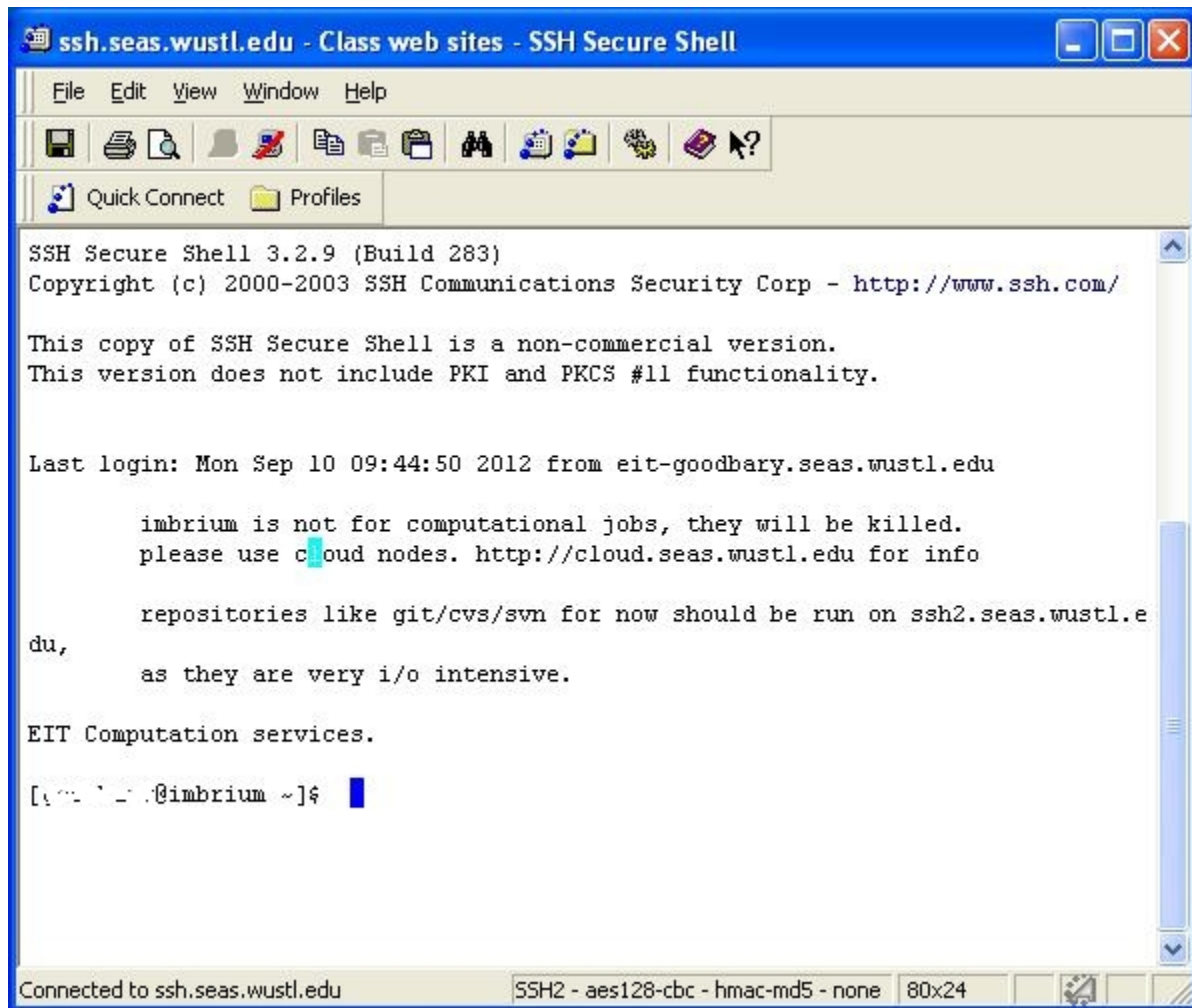 ssh.seas.wustl.edu - Class web sites - SSH Secure Shell
File Edit View Window Help
Quick Connect Profiles
SSH Secure Shell 3.2.9 (Build 283)
Copyright (c) 2000-2003 SSH Communications Security Corp - http://www.ssh.com/
This copy of SSH Secure Shell is a non-commercial version.
This version does not include PKI and PKCS #11 functionality.
Last login: Mon Sep 10 09:44:50 2012 from eit-goodbary.seas.wustl.edu
imbrium is not for computational jobs, they will be killed.
please use cloud nodes. http://cloud.seas.wustl.edu for info
repositories like git/cvs/svn for now should be run on ssh2.seas.wustl.e
du,
as they are very i/o intensive.
EIT Computation services.
[@imbrium ~]$
Connected to ssh.seas.wustl.edu SSH2 - aes128-cbc - hmac-md5 - none 80x24